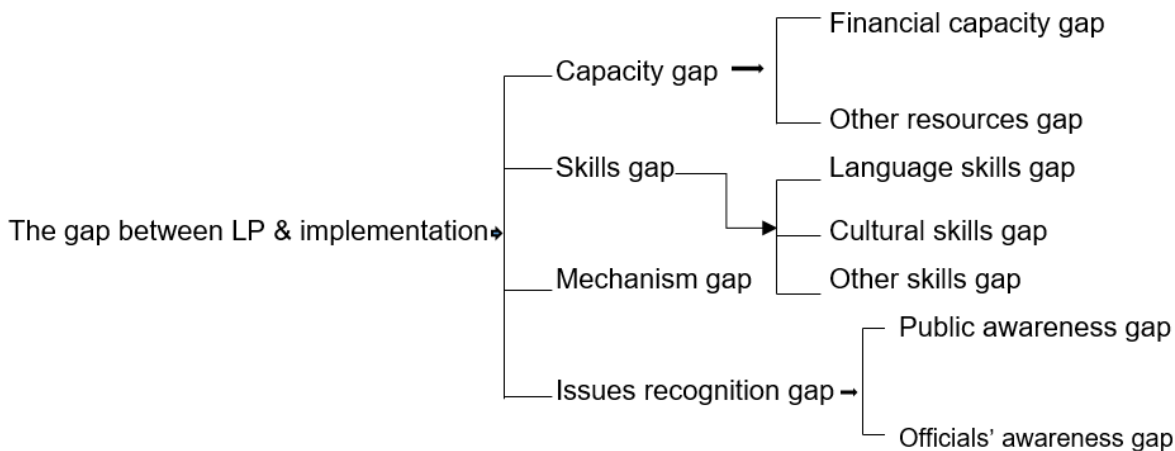 The gap between LP & implementation
Capacity gap
Financial capacity gap
Other resources gap
Skills gap
Language skills gap
Cultural skills gap
Other skills gap
Mechanism gap
Issues recognition gap
Public awareness gap
Officials’ awareness gap